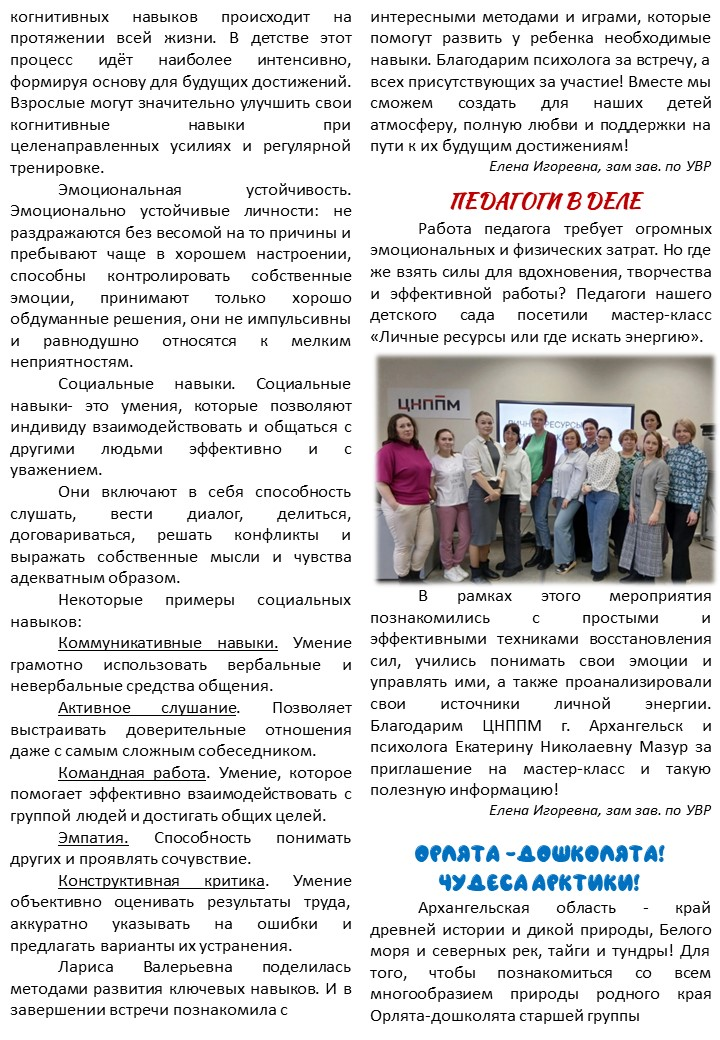 когнитивных навыков происходит на
протяжении всей жизни. В детстве этот
процесс идёт наиболее интенсивно,
формируя основу для будущих достижений.
Взрослые могут значительно улучшить свои
когнитивные навыки при
целенаправленных усилиях и регулярной
тренировке.
Эмоциональная устойчивость.
Эмоционально устойчивые личности: не
раздражаются без весомой на то причины и
пребывают чаще в хорошем настроении,
способны контролировать собственные
эмоции, принимают только хорошо
обдуманные решения, они не импульсивны
и равнодушно относятся к мелким
неприятностям.
Социальные навыки. Социальные
навыки- это умения, которые позволяют
индивиду взаимодействовать и общаться с
другими людьми эффективно и с
уважением.
Они включают в себя способность
слушать, вести диалог, делиться,
договариваться, решать конфликты и
выражать собственные мысли и чувства
адекватным образом.
Некоторые примеры социальных
навыков:
Коммуникативные навыки. Умение
грамотно использовать вербальные и
невербальные средства общения.
Активное слушание. Позволяет
выстраивать доверительные отношения
даже с самым сложным собеседником.
Командная работа. Умение, которое
помогает эффективно взаимодействовать с
группой людей и достигать общих целей.
Эмпатия. Способность понимать
других и проявлять сочувствие.
Конструктивная критика. Умение
объективно оценивать результаты труда,
аккуратно указывать на ошибки и
предлагать варианты их устранения.
Лариса Валерьевна поделилась
методами развития ключевых навыков. И в
завершении встречи познакомила с
интересными методами и играми, которые
помогут развить у ребенка необходимые
навыки. Благодарим психолога за встречу, а
всех присутствующих за участие! Вместе мы
сможем создать для наших детей
атмосферу, полную любви и поддержки на
пути к их будущим достижениям!
Елена Игоревна, зам зав. по УВР
ПЕДАГОГИ В ДЕЛЕ
Работа педагога требует огромных
эмоциональных и физических затрат. Но где
же взять силы для вдохновения, творчества
и эффективной работы? Педагоги нашего
детского сада посетили мастер-класс
«Личные ресурсы или где искать энергию».
ЦНППМ
РЕСУРСЫ
В рамках этого мероприятия
познакомились с простыми и
эффективными техниками восстановления
сил, учились понимать свои эмоции и
управлять ими, а также проанализировали
свои источники личной энергии.
Благодарим ЦНППМ г. Архангельск и
психолога Екатерину Николаевну Мазур за
приглашение на мастер-класс и такую
полезную информацию!
Елена Игоревна, зам зав. по УВР
ОРЛЯТА -ДОШКОЛЯТА!
ЧУДЕСА АРКТИКИ!
Архангельская область - край
древней истории и дикой природы, Белого
моря и северных рек, тайги и тундры! Для
того, чтобы познакомиться со всем
многообразием природы родного края
Орлята-дошколята старшей группы